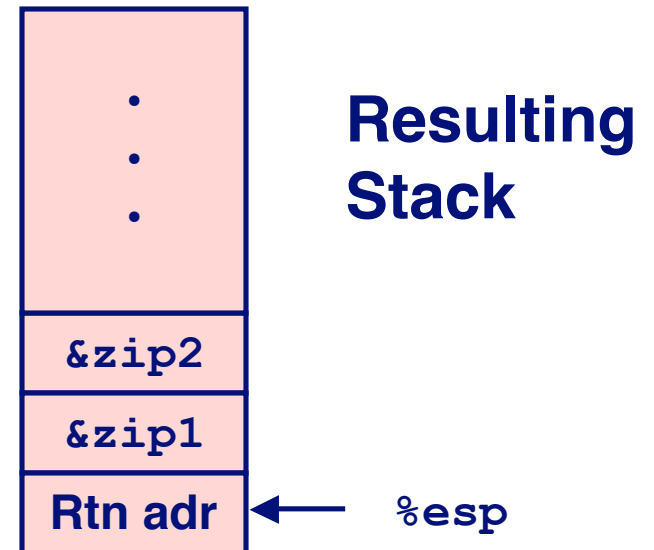 •
•
•
Resulting
Stack
&zip2
&zip1
Rtn adr
%esp